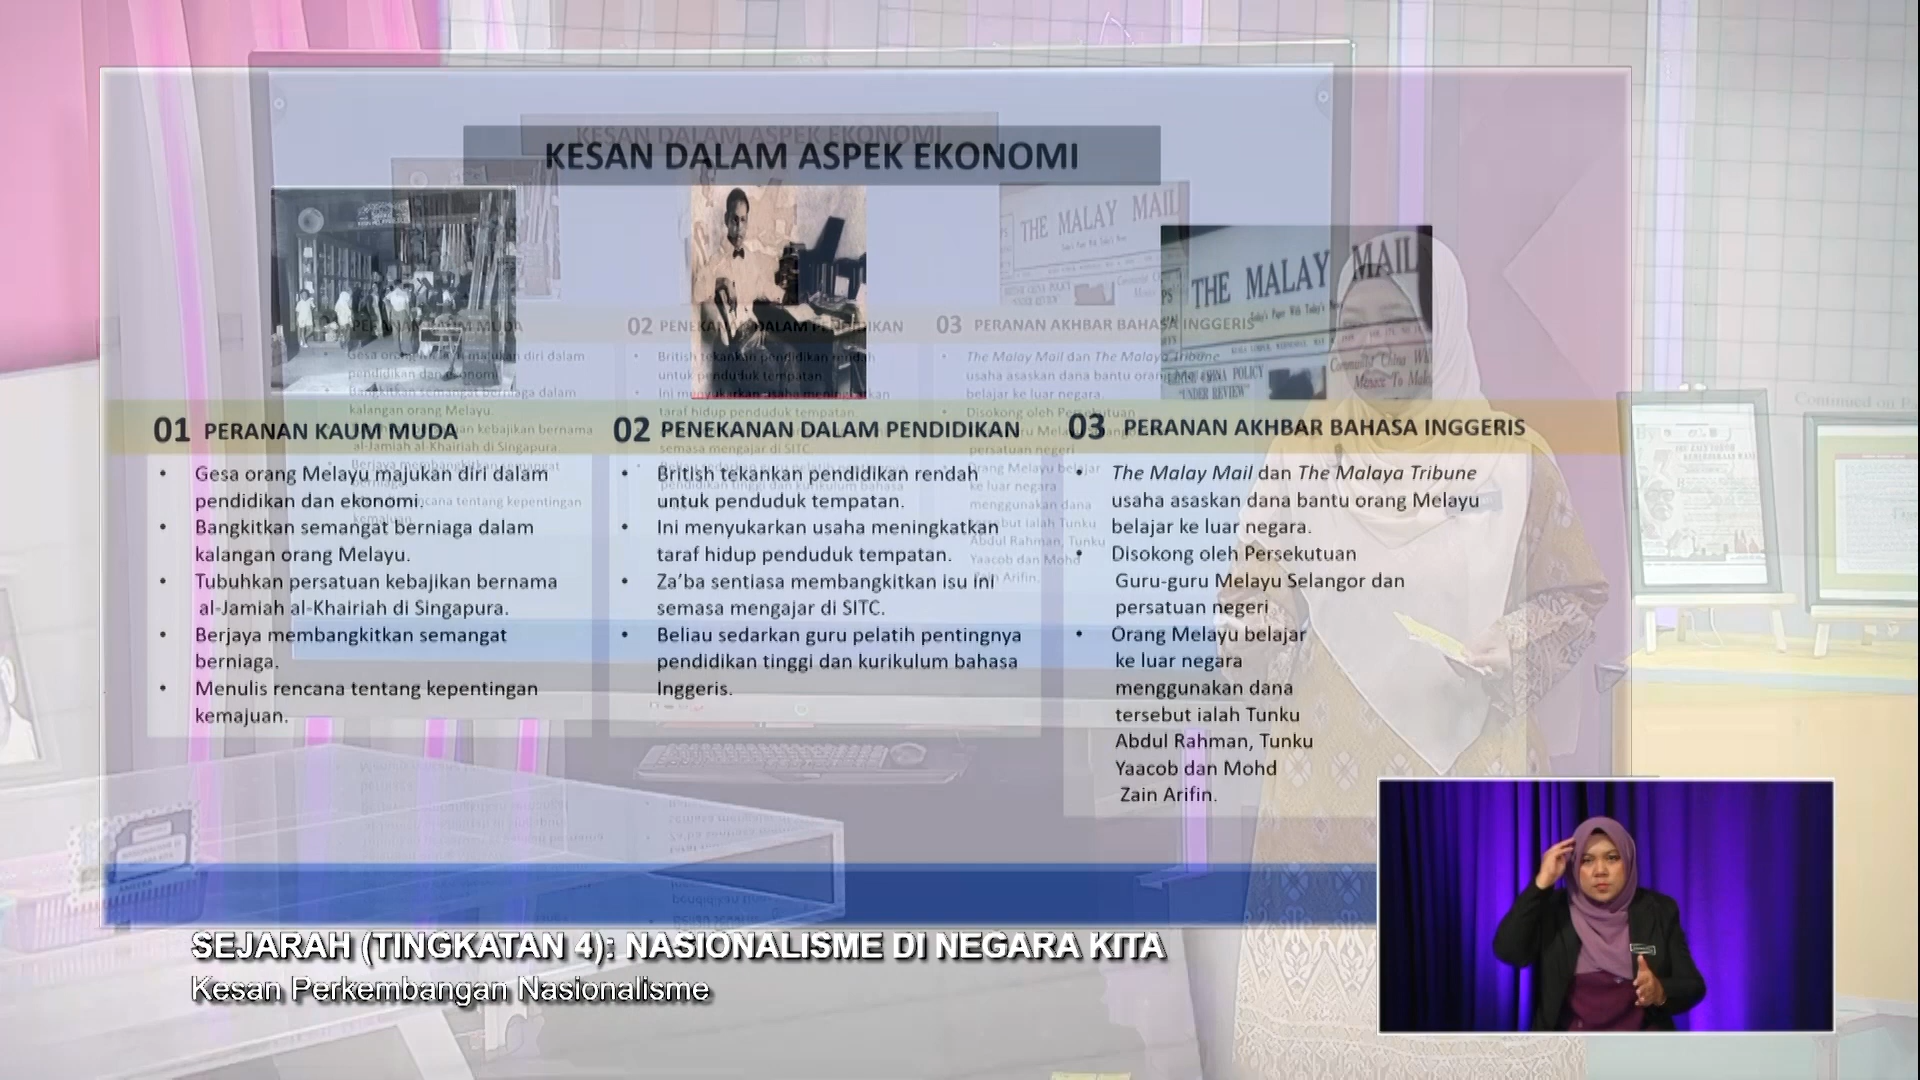 KESAN DALAM ASPEK EKONOMI
THE MALAY MAIL
01 PERANAN KAUM MUDA
• Gesa orang Melayu majukan diri dalam
pendidikan dan ekonomi.
• Bangkitkan semangat berniaga dalam
kalangan orang Melayu.
• Tubuhkan persatuan kebajikan bernama
al-Jamiah al-Khairiah di Singapura.
• Berjaya membangkitkan semangat
berniaga.
• Menulis rencana tentang kepentingan
kemajuan.
02 PENEKANAN DALAM PENDIDIKAN
• British tekankan pendidikan rendah
untuk penduduk tempatan.
• Ini menyukarkan usaha meningkatkan
taraf hidup penduduk tempatan.
• Za’ba sentiasa membangkitkan isu ini
semasa mengajar di SITC.
• Beliau sedarkan guru pelatih pentingnya
pendidikan tinggi dan kurikulum bahasa
Inggeris.
03 PERANAN AKHBAR BAHASA INGGERIS
• The Malay Mail dan The Malaya Tribune
usaha asaskan dana bantu orang Melayu
belajar ke luar negara.
• Disokong oleh Persekutuan
Guru-guru Melayu Selangor dan
persatuan negeri
• Orang Melayu belajar
ke luar negara
menggunakan dana
tersebut ialah Tunku
Abdul Rahman, Tunku
Yaacob dan Mohd
Zain Arifin.
SEJARAH (TINGKATAN 4): NASIONALISME DI NEGARA KITA
Kesan Perkembangan Nasionalisme